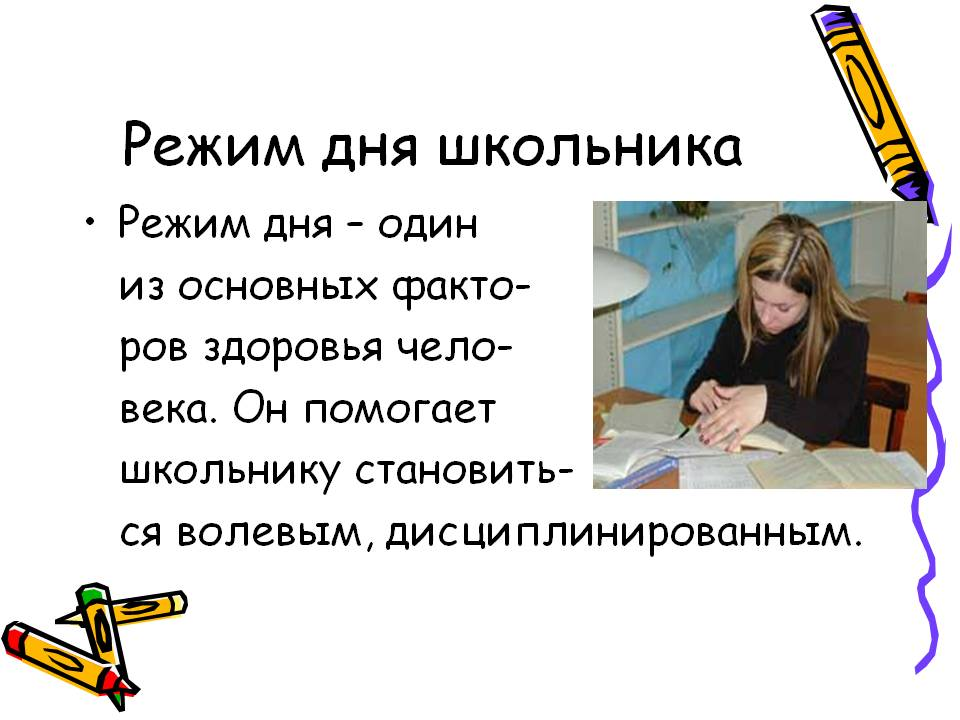 Режим дня школьника
• Режим дня – один
из основных факто-
ров здоровья чело-
века. Он помогает
школьнику становить-
ся волевым, дисциплинированным.